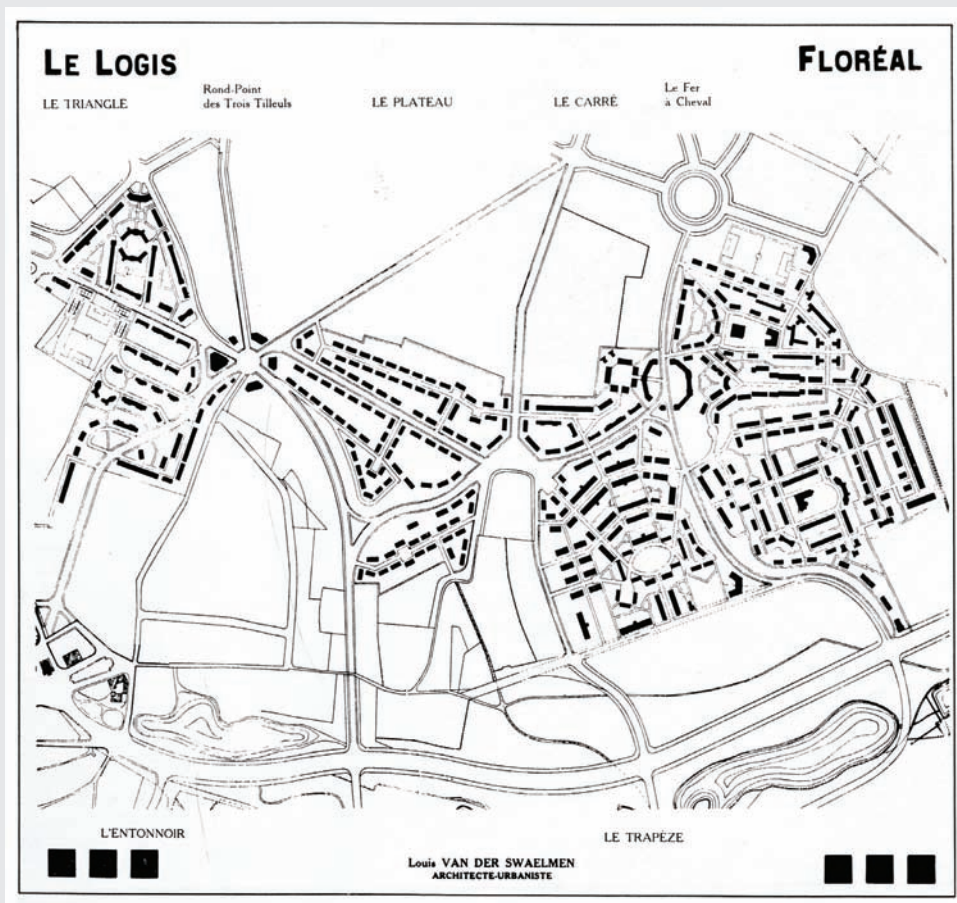 LE LOGIS
FLORÉAL
LE TRIANGLE
Rond-Point
des Trois Tilleuls
LE PLATEAU
LE CARRÉ
Le Fer
à Cheval
L'ENTONNOIR
LE TRAPÈZE
Louis VAN DER SWAELMEN
ARCHITECTE-URBANISTE